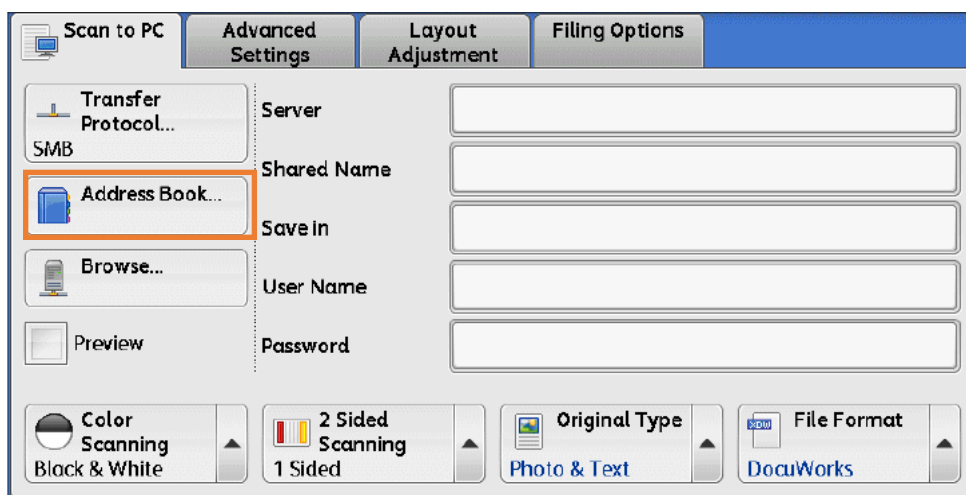 Scan to PC
Advanced
Settings
Layout
Adjustment
Filing Options
Transfer
Protocol...
SMB
Address Book...
Browse...
Preview
Server
Shared Name
Save in
User Name
Password
Color
Scanning
Black & White
2 Sided
Scanning
1 Sided
Original Type
Photo & Text
XDW
File Format
DocuWorks